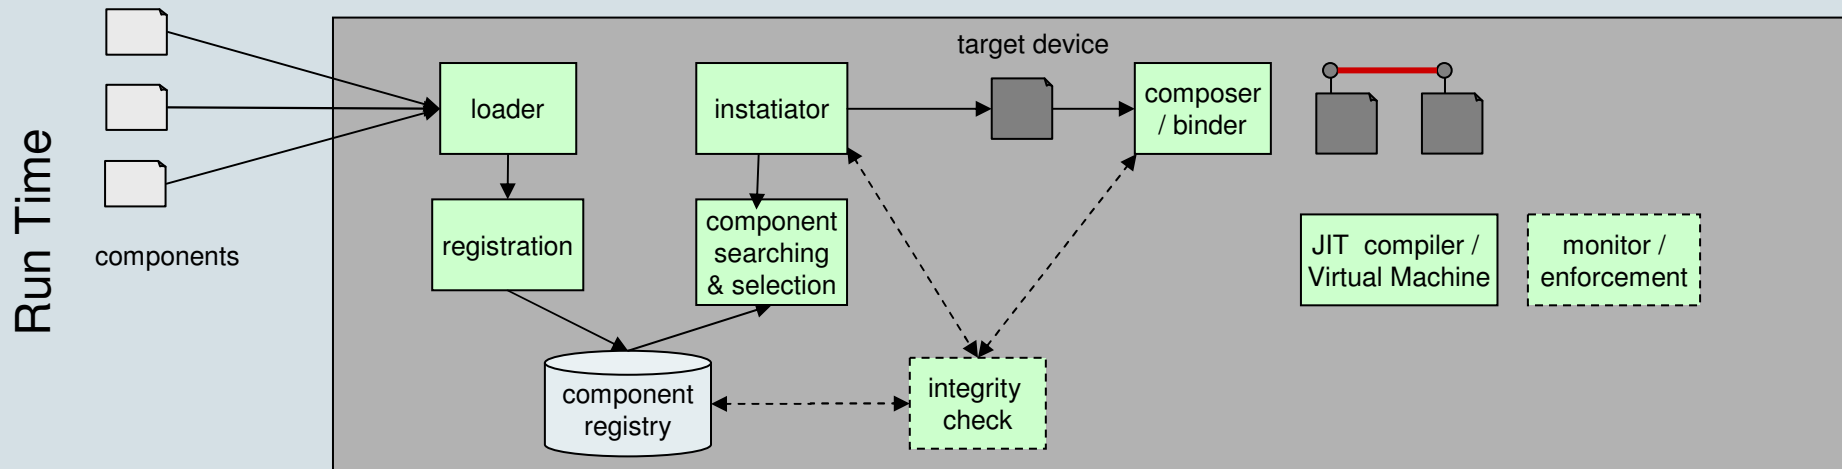 Run Time
components
target device
loader
instatiator
composer
/ binder
registration
component
searching
& selection
JIT compiler /
Virtual Machine
monitor /
enforcement
component
registry
integrity
check